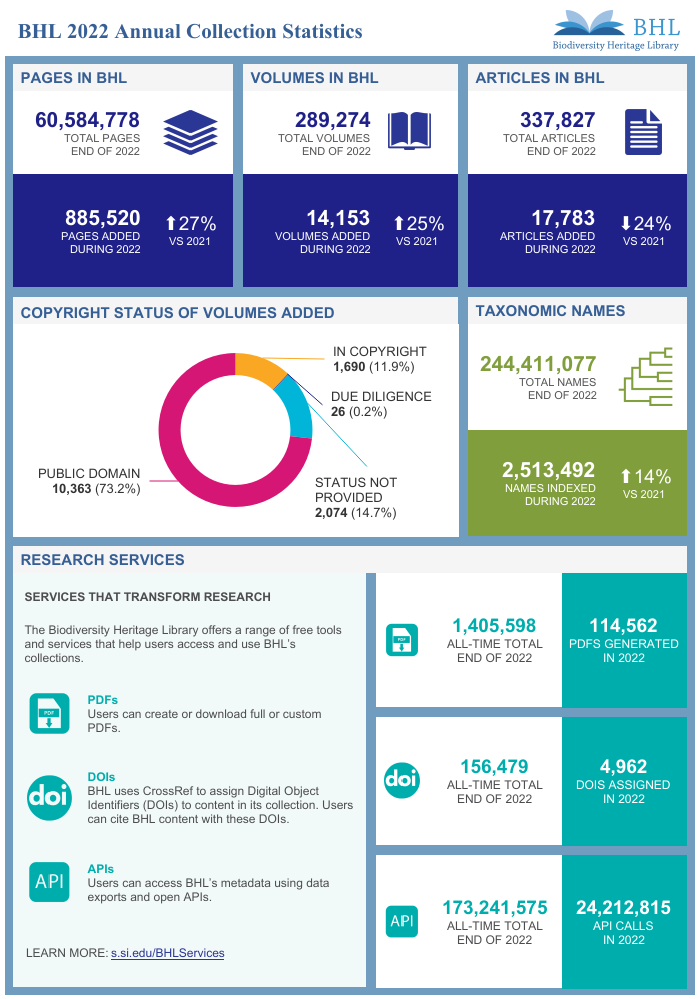 BHL 2022 Annual Collection Statistics
BHL
Biodiversity Heritage Library
PAGES IN BHL
60,584,778
TOTAL PAGES
END OF 2022
885,520
PAGES ADDED
DURING 2022
⬆27%
VS 2021
VOLUMES IN BHL
289,274
TOTAL VOLUMES
END OF 2022
14,153
VOLUMES ADDED
DURING 2022
⬆25%
VS 2021
ARTICLES IN BHL
337,827
TOTAL ARTICLES
END OF 2022
17,783
ARTICLES ADDED
DURING 2022
⬇24%
VS 2021
COPYRIGHT STATUS OF VOLUMES ADDED
IN COPYRIGHT
1,690 (11.9%)
DUE DILIGENCE
26 (0.2%)
STATUS NOT
PROVIDED
2,074 (14.7%)
PUBLIC DOMAIN
10,363 (73.2%)
TAXONOMIC NAMES
244,411,077
TOTAL NAMES
END OF 2022
2,513,492
NAMES INDEXED
DURING 2022
⬆14%
VS 2021
RESEARCH SERVICES
SERVICES THAT TRANSFORM RESEARCH
The Biodiversity Heritage Library offers a range of free tools
and services that help users access and use BHL's
collections.
PDF
PDFs
Users can create or download full or custom
PDFs.
doi
DOIs
BHL uses CrossRef to assign Digital Object
Identifiers (DOIs) to content in its collection. Users
can cite BHL content with these DOIs.
API
APIs
Users can access BHL's metadata using data
exports and open APIs.
LEARN MORE: s.si.edu/BHLServices
PDF
1,405,598
ALL-TIME TOTAL
END OF 2022
114,562
PDFS GENERATED
IN 2022
doi
156,479
ALL-TIME TOTAL
END OF 2022
4,962
DOIS ASSIGNED
IN 2022
API
173,241,575
ALL-TIME TOTAL
END OF 2022
24,212,815
API CALLS
IN 2022